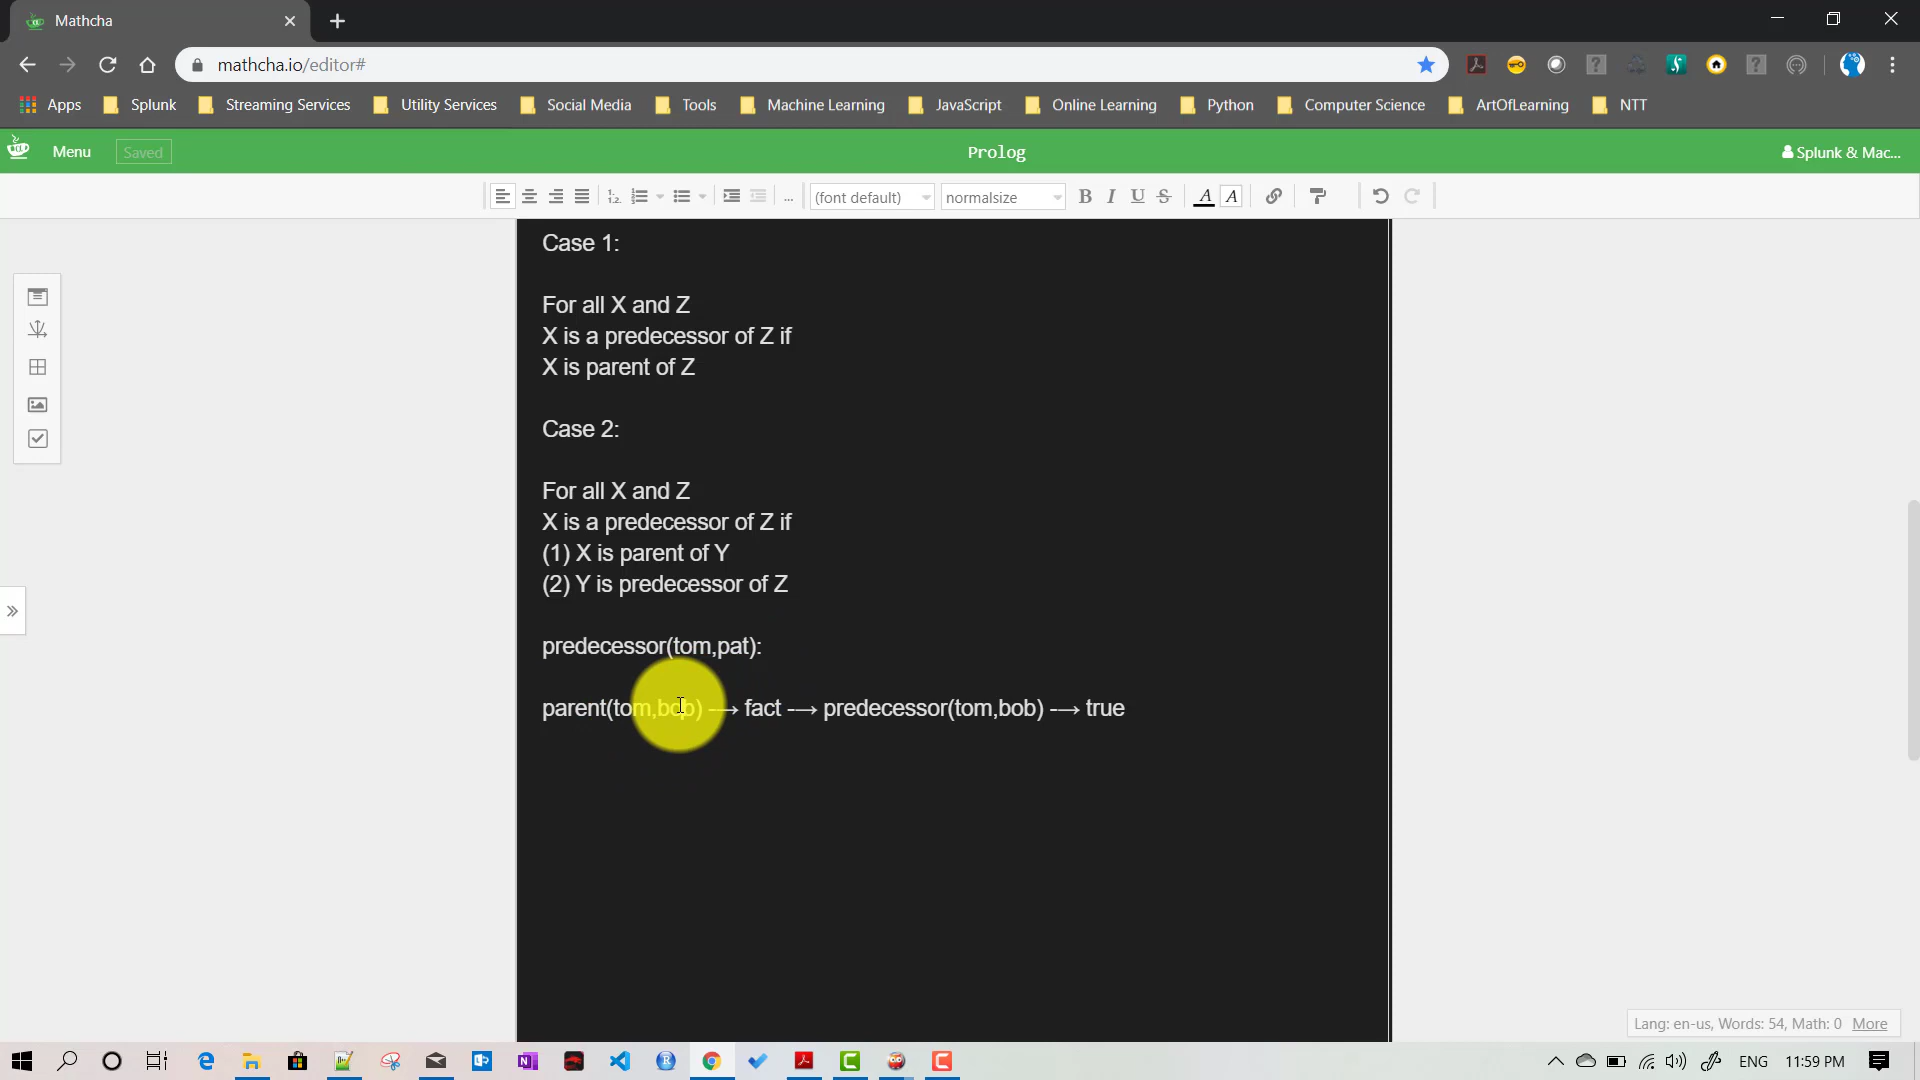 Mathcha
mathcha.io/editor#
Apps Splunk Streaming Services Utility Services Social Media Tools Machine Learning JavaScript Online Learning Python Computer Science ArtOfLearning NTT
Menu Saved Prolog Splunk & Mac...
(font default) normalsize B I U S A A
Case 1:
For all X and Z
X is a predecessor of Z if
X is parent of Z
Case 2:
For all X and Z
X is a predecessor of Z if
(1) X is parent of Y
(2) Y is predecessor of Z
predecessor(tom,pat):
parent(tom,bob) -→ fact -→ predecessor(tom,bob) -→ true
Lang: en-us, Words: 54, Math: 0 More
ENG 11:59 PM